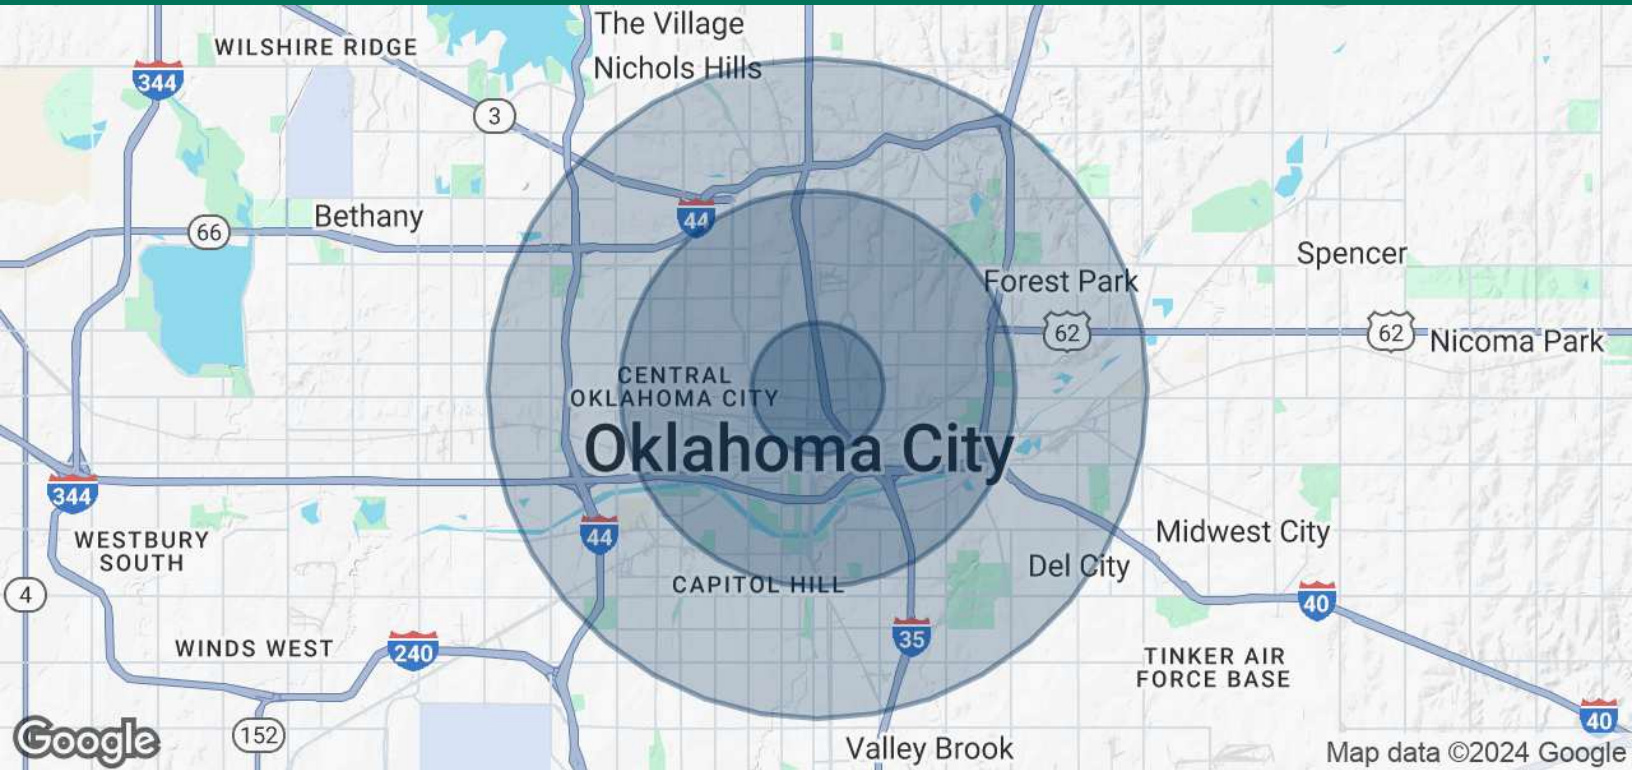 The Village
WILSHIRE RIDGE
Nichols Hills
344
3
Bethany
44
66
Spencer
Forest Park
62
62
Nicoma Park
CENTRAL
OKLAHOMA CITY
Oklahoma City
344
44
Midwest City
WESTBURY
SOUTH
Del City
CAPITOL HILL
4
40
35
WINDS WEST
240
TINKER AIR
FORCE BASE
40
152
Google
Valley Brook
Map data ©2024 Google